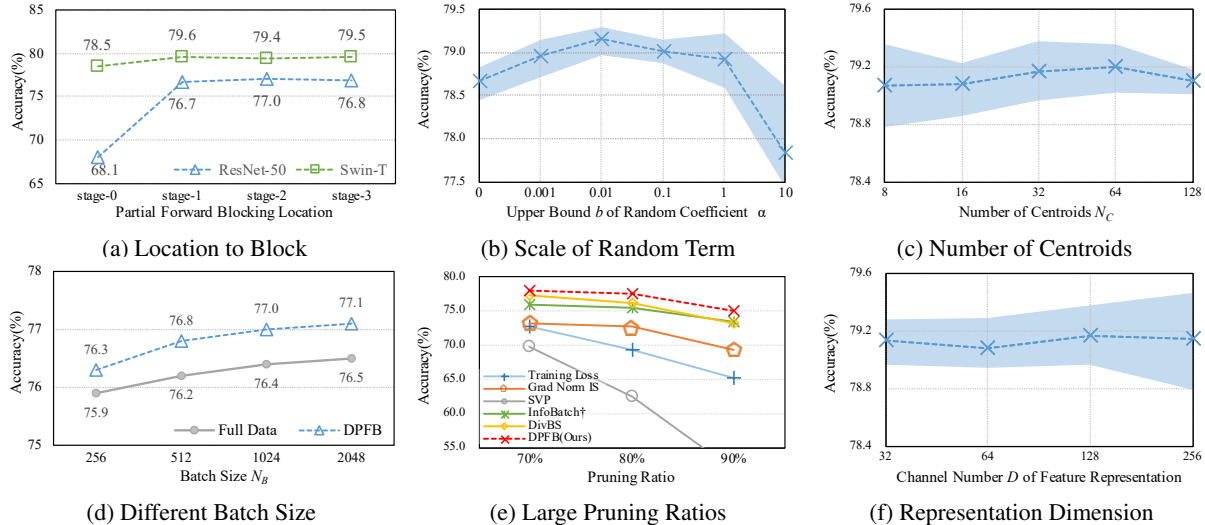 85
80
75
70
65
Accuracy(%)
78.5
79.6
79.4
79.5
68.1
76.7
77.0
76.8
ResNet-50
Swin-T
stage-0
stage-1
stage-2
stage-3
Partial Forward Blocking Location
(a) Location to Block
79.5
79.0
78.5
78.0
77.5
Accuracy(%)
0
0.001
0.01
0.1
1
10
Upper Bound b of Random Coefficient α
(b) Scale of Random Term
79.6
79.2
78.8
78.4
Accuracy(%)
8
16
32
64
128
Number of Centroids N_C
(c) Number of Centroids
78
77
76
75
Accuracy(%)
76.3
76.8
77.0
77.1
75.9
76.2
76.4
76.5
Full Data
DPFB
256
512
1024
2048
Batch Size N_B
(d) Different Batch Size
80.0
75.0
70.0
65.0
60.0
55.0
Accuracy(%)
Training Loss
Grad Norm IS
SVP
InfoBatch†
DivBS
DPFB(Ours)
70%
80%
90%
Pruning Ratio
(e) Large Pruning Ratios
79.6
79.2
78.8
78.4
Accuracy(%)
32
64
128
256
Channel Number D of Feature Representation
(f) Representation Dimension